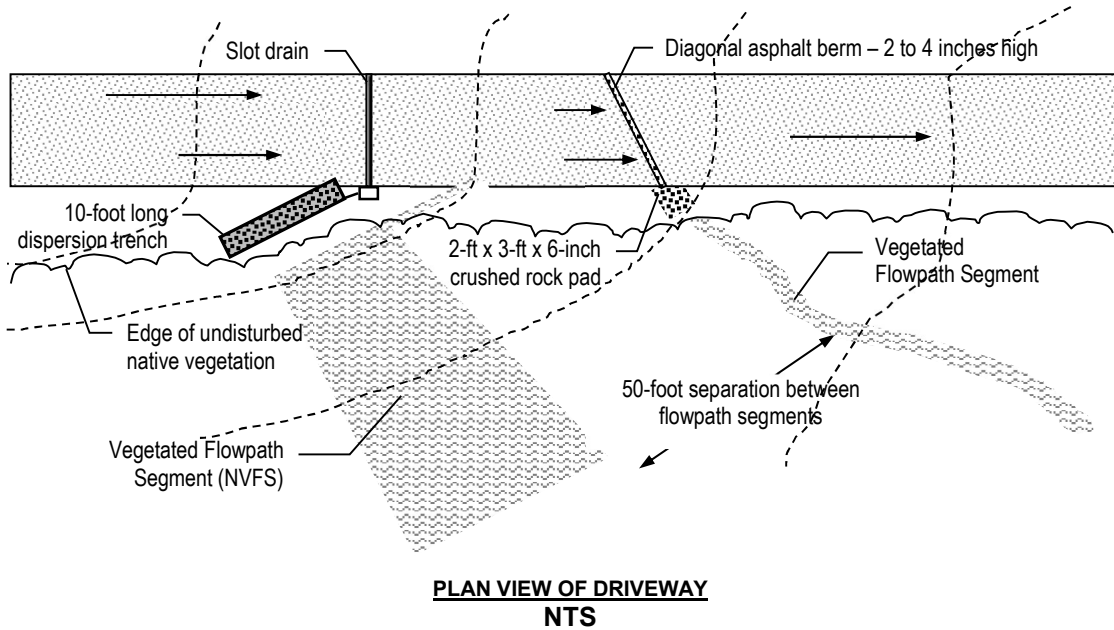 Slot drain
Diagonal asphalt berm – 2 to 4 inches high
10-foot long
dispersion trench
2-ft x 3-ft x 6-inch
crushed rock pad
Vegetated
Flowpath Segment
Edge of undisturbed
native vegetation
50-foot separation between
flowpath segments
Vegetated Flowpath
Segment (NVFS)
PLAN VIEW OF DRIVEWAY
NTS